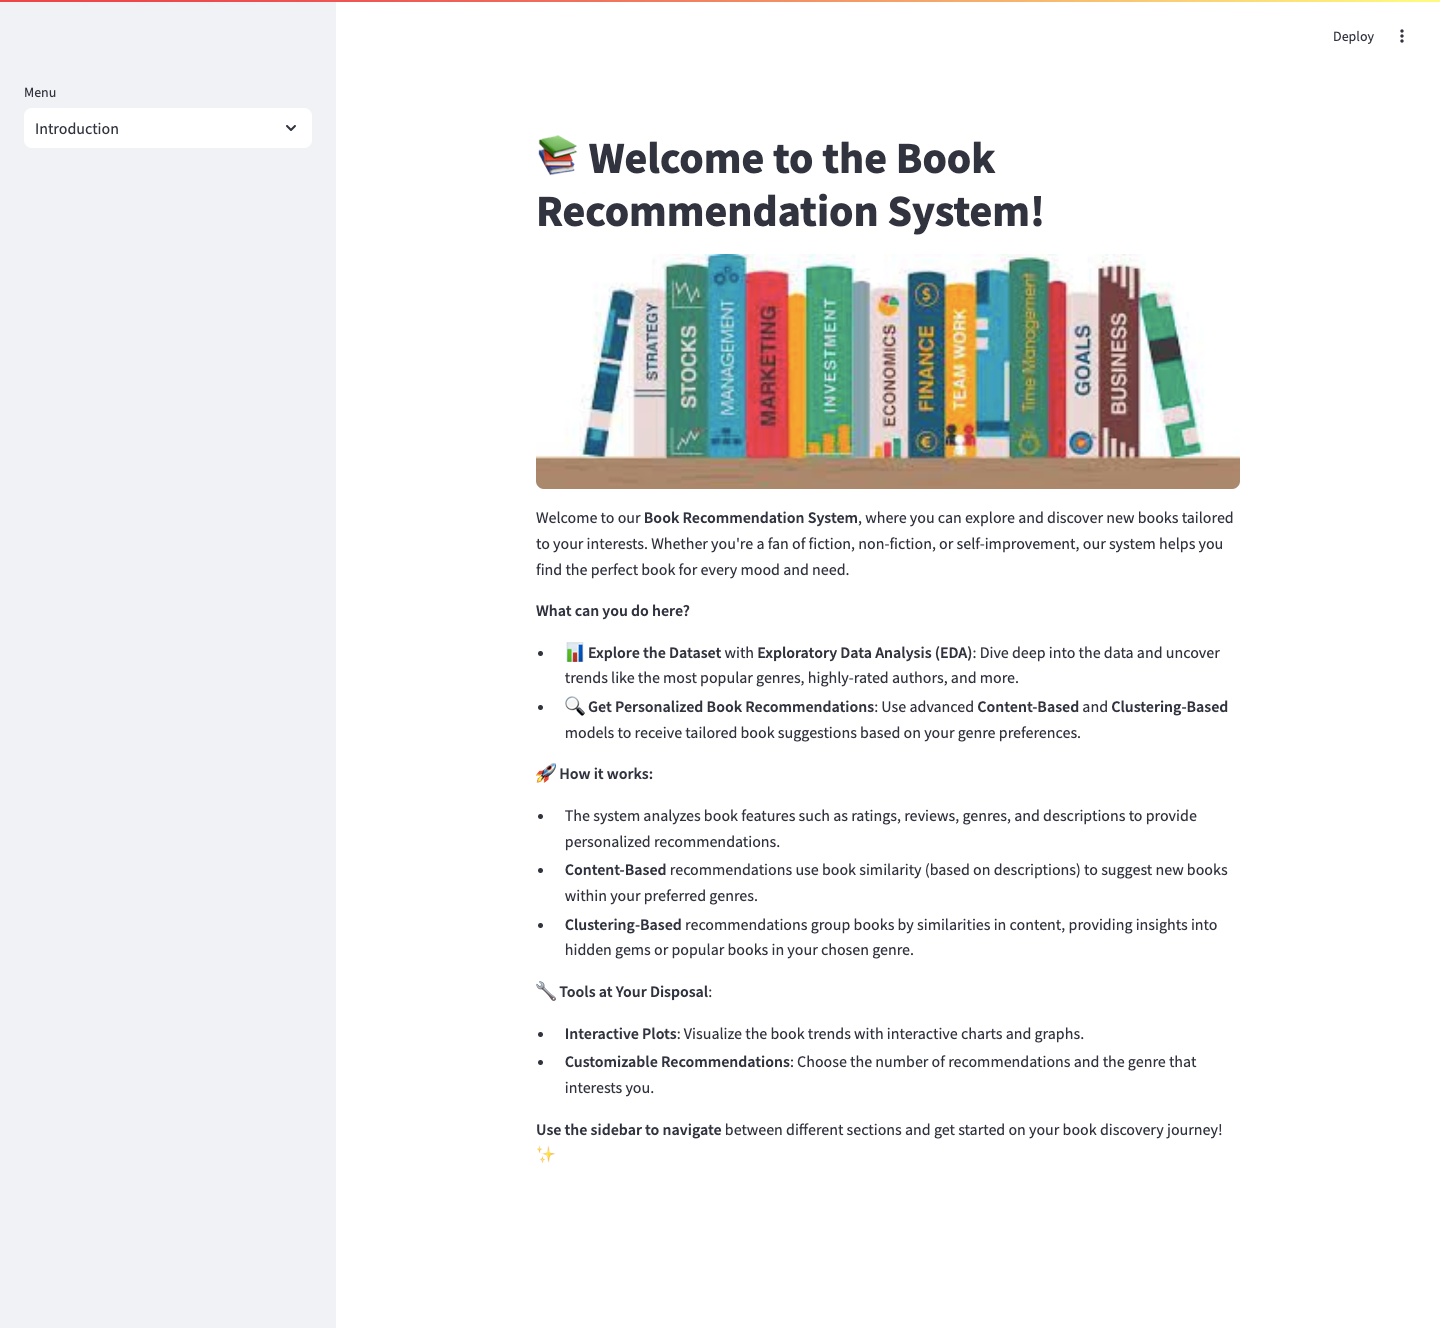 Deploy
Menu
Introduction
📚 Welcome to the Book
Recommendation System!
STRATEGY
STOCKS
MANAGEMENT
MARKETING
INVESTMENT
ECONOMICS
$
€
FINANCE
TEAM WORK
Time Management
GOALS
BUSINESS
Welcome to our Book Recommendation System, where you can explore and discover new books tailored
to your interests. Whether you're a fan of fiction, non-fiction, or self-improvement, our system helps you
find the perfect book for every mood and need.
What can you do here?
• 📊 Explore the Dataset with Exploratory Data Analysis (EDA): Dive deep into the data and uncover
trends like the most popular genres, highly-rated authors, and more.
• 🔍 Get Personalized Book Recommendations: Use advanced Content-Based and Clustering-Based
models to receive tailored book suggestions based on your genre preferences.
🚀 How it works:
• The system analyzes book features such as ratings, reviews, genres, and descriptions to provide
personalized recommendations.
• Content-Based recommendations use book similarity (based on descriptions) to suggest new books
within your preferred genres.
• Clustering-Based recommendations group books by similarities in content, providing insights into
hidden gems or popular books in your chosen genre.
🔧 Tools at Your Disposal:
• Interactive Plots: Visualize the book trends with interactive charts and graphs.
• Customizable Recommendations: Choose the number of recommendations and the genre that
interests you.
Use the sidebar to navigate between different sections and get started on your book discovery journey!
✨